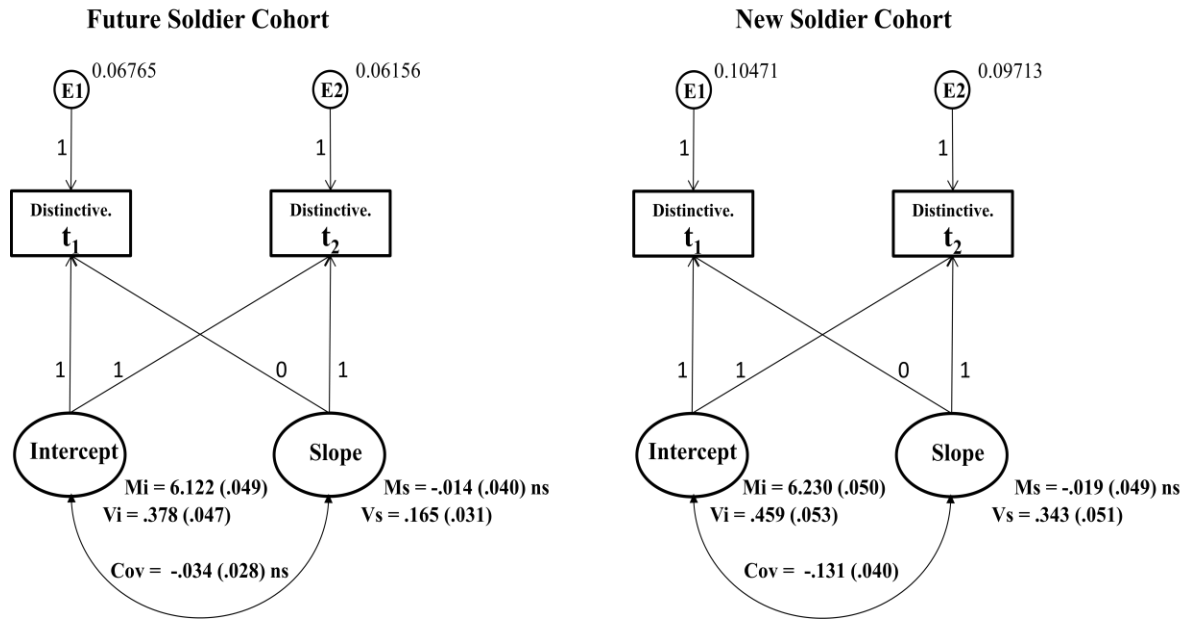 Future Soldier Cohort
0.06765
E1
0.06156
E2
1
1
Distinctive.
t1
Distinctive.
t2
1
1
0
1
Intercept
Slope
Mi = 6.122 (.049)
Vi = .378 (.047)
Ms = -.014 (.040) ns
Vs = .165 (.031)
Cov = -.034 (.028) ns
New Soldier Cohort
0.10471
E1
0.09713
E2
1
1
Distinctive.
t1
Distinctive.
t2
1
1
0
1
Intercept
Slope
Mi = 6.230 (.050)
Vi = .459 (.053)
Ms = -.019 (.049) ns
Vs = .343 (.051)
Cov = -.131 (.040)